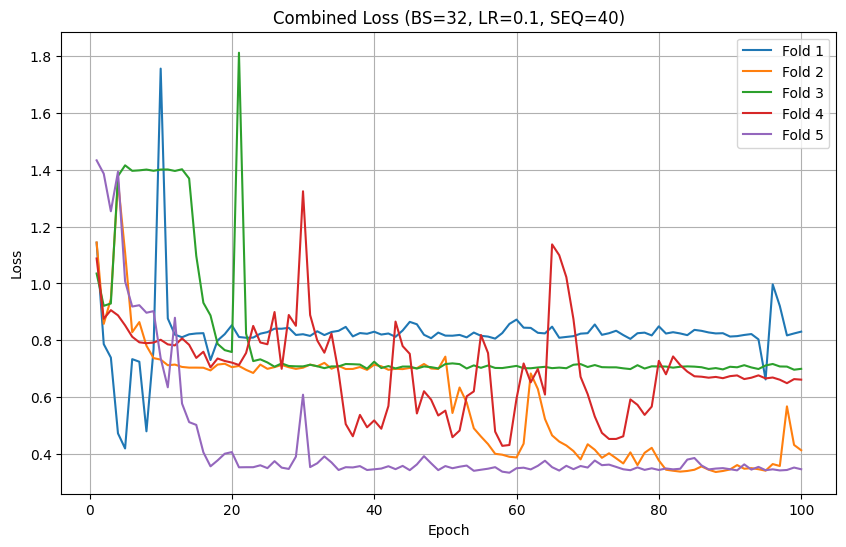 Combined Loss (BS=32, LR=0.1, SEQ=40)
Fold 1
Fold 2
Fold 3
Fold 4
Fold 5
Loss
1.8
1.6
1.4
1.2
1.0
0.8
0.6
0.4
0 20 40 60 80 100
Epoch